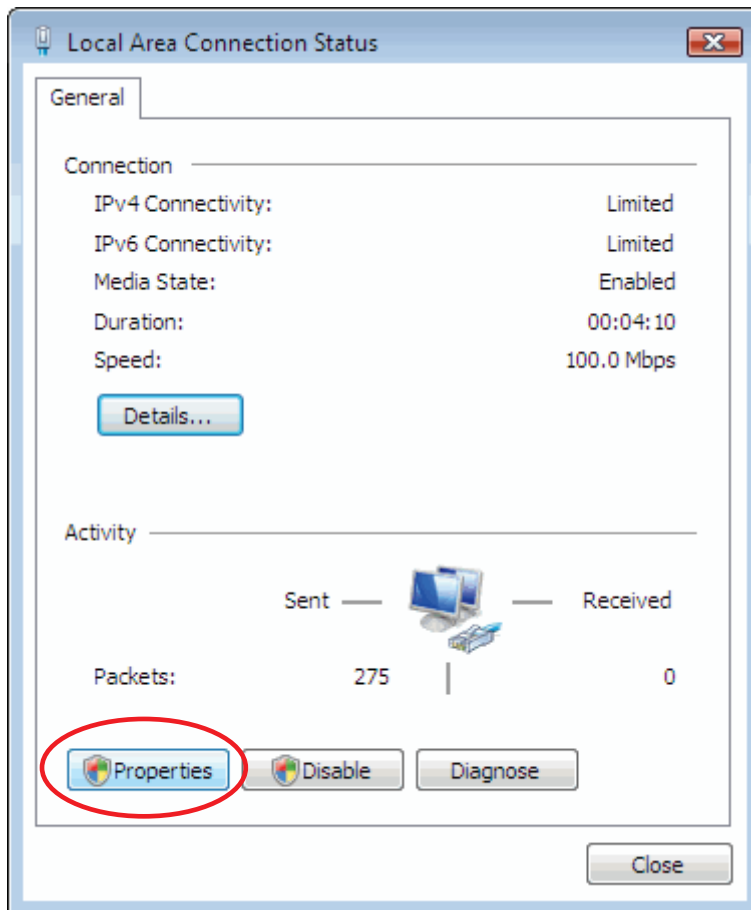 Local Area Connection Status
General
Connection
IPv4 Connectivity: Limited
IPv6 Connectivity: Limited
Media State: Enabled
Duration: 00:04:10
Speed: 100.0 Mbps
Details...
Activity
Sent Received
Packets: 275 0
Properties Disable Diagnose
Close